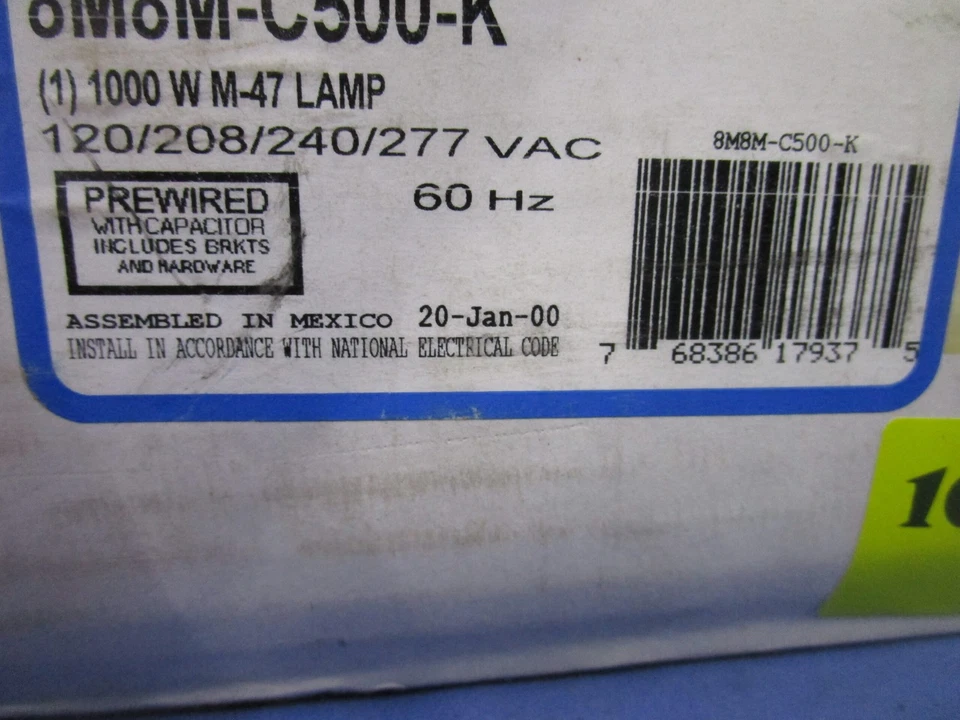 8M8M-C500-K
(1) 1000 W M-47 LAMP
120/208/240/277 VAC
60 Hz
PREWIRED
WITH CAPACITOR
INCLUDES BRKTS
AND HARDWARE
ASSEMBLED IN MEXICO 20-Jan-00
INSTALL IN ACCORDANCE WITH NATIONAL ELECTRICAL CODE
8M8M-C500-K
7 68386 17937 5